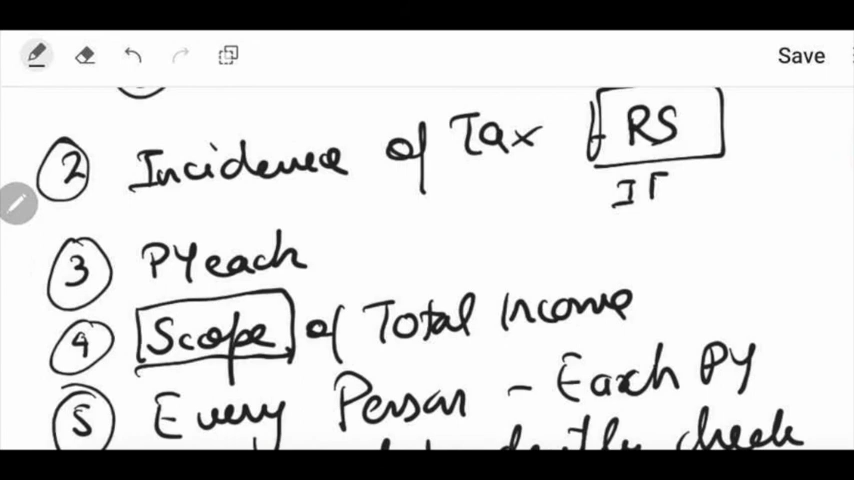 Save
2 Incidence of Tax RS
IT
3 PY each
4 Scope of Total Income
5 Every Person - Each PY
check